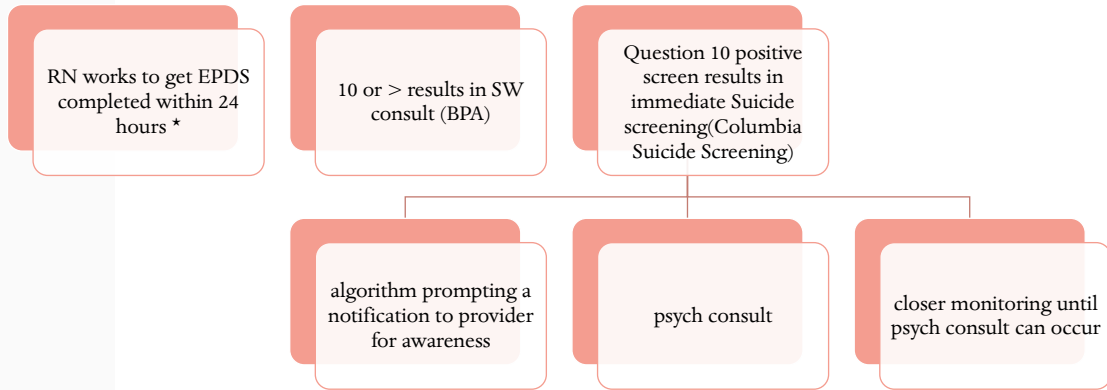 RN works to get EPDS
completed within 24
hours *
10 or > results in SW
consult (BPA)
Question 10 positive
screen results in
immediate Suicide
screening(Columbia
Suicide Screening)
algorithm prompting a
notification to provider
for awareness
psych consult
closer monitoring until
psych consult can occur